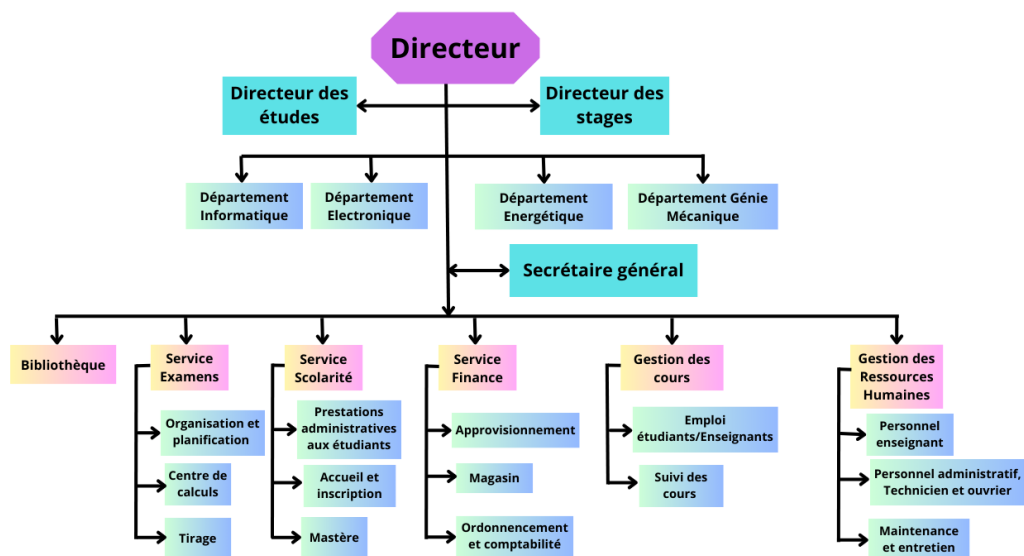 Directeur
Directeur des
études
Directeur des
stages
Département
Informatique
Département
Electronique
Département
Energétique
Département Génie
Mécanique
Secrétaire général
Bibliothèque
Service
Examens
Organisation et
planification
Centre de
calculs
Tirage
Service
Scolarité
Prestations
administratives
aux étudiants
Accueil et
inscription
Mastère
Service
Finance
Approvisionnement
Magasin
Ordonnencement
et comptabilité
Gestion des
cours
Emploi
étudiants/Enseignants
Suivi des
cours
Gestion des
Ressources
Humaines
Personnel
enseignant
Personnel administratif,
Technicien et ouvrier
Maintenance
et entretien